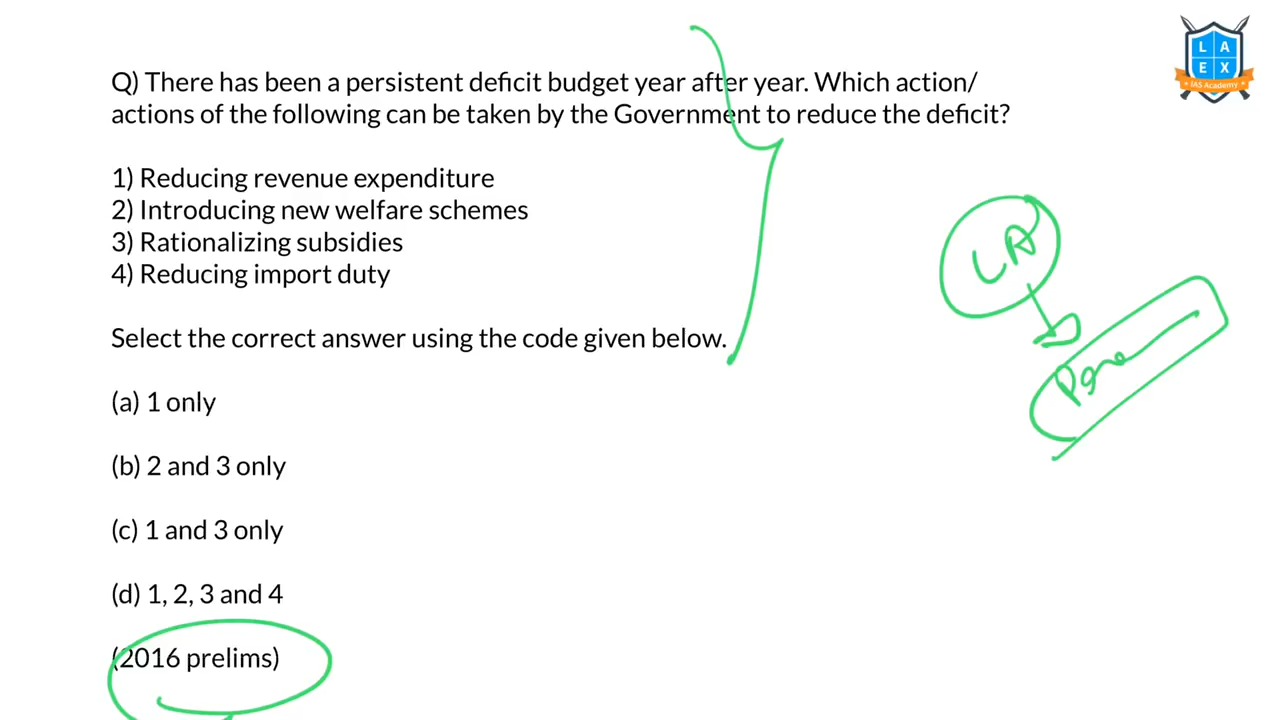 Q) There has been a persistent deficit budget year after year. Which action/
actions of the following can be taken by the Government to reduce the deficit?
1) Reducing revenue expenditure
2) Introducing new welfare schemes
3) Rationalizing subsidies
4) Reducing import duty
Select the correct answer using the code given below.
(a) 1 only
(b) 2 and 3 only
(c) 1 and 3 only
(d) 1, 2, 3 and 4
(2016 prelims)
L A
E X
IAS Academy
LA